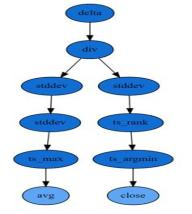 delta
div
stddev stddev
stddev ts_rank
ts_max ts_argmin
avg close